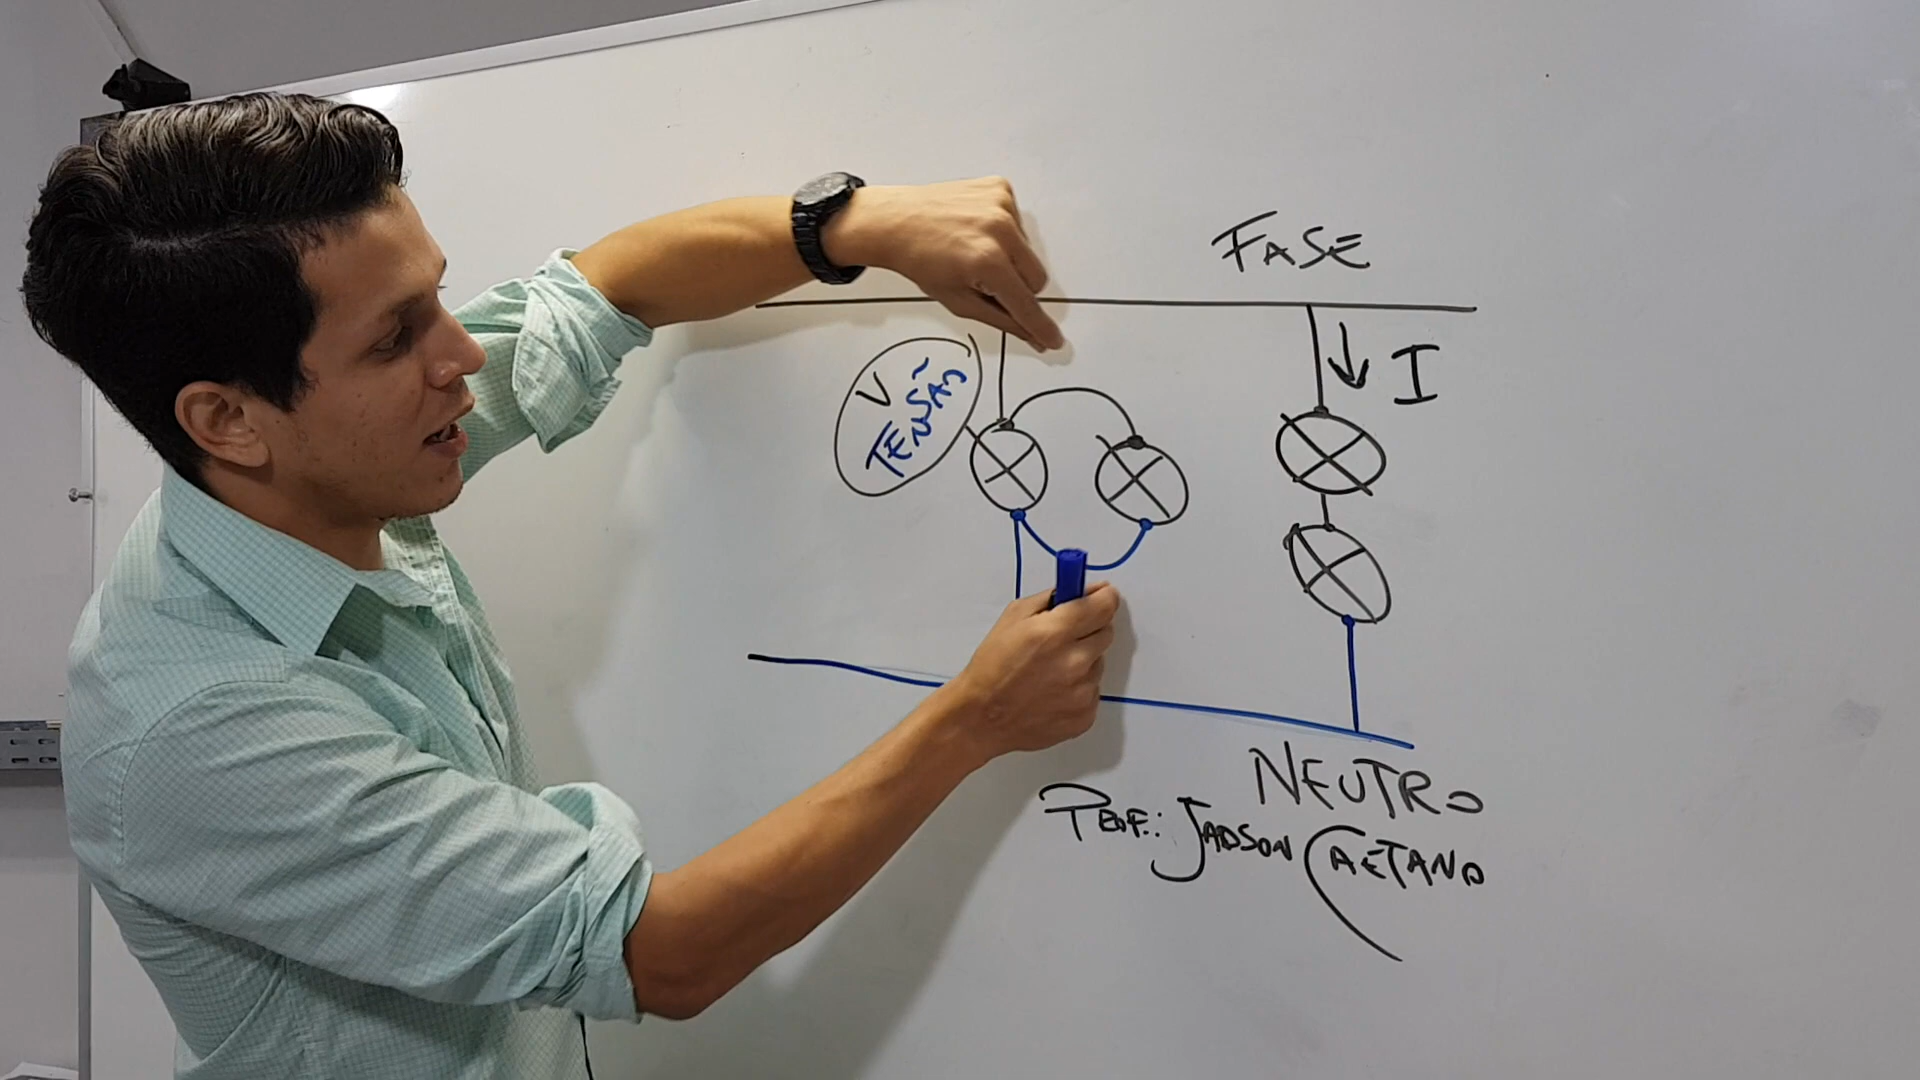 FASE
V
TENSÃO
I
NEUTRO
PROF.: JADSON CAETANO